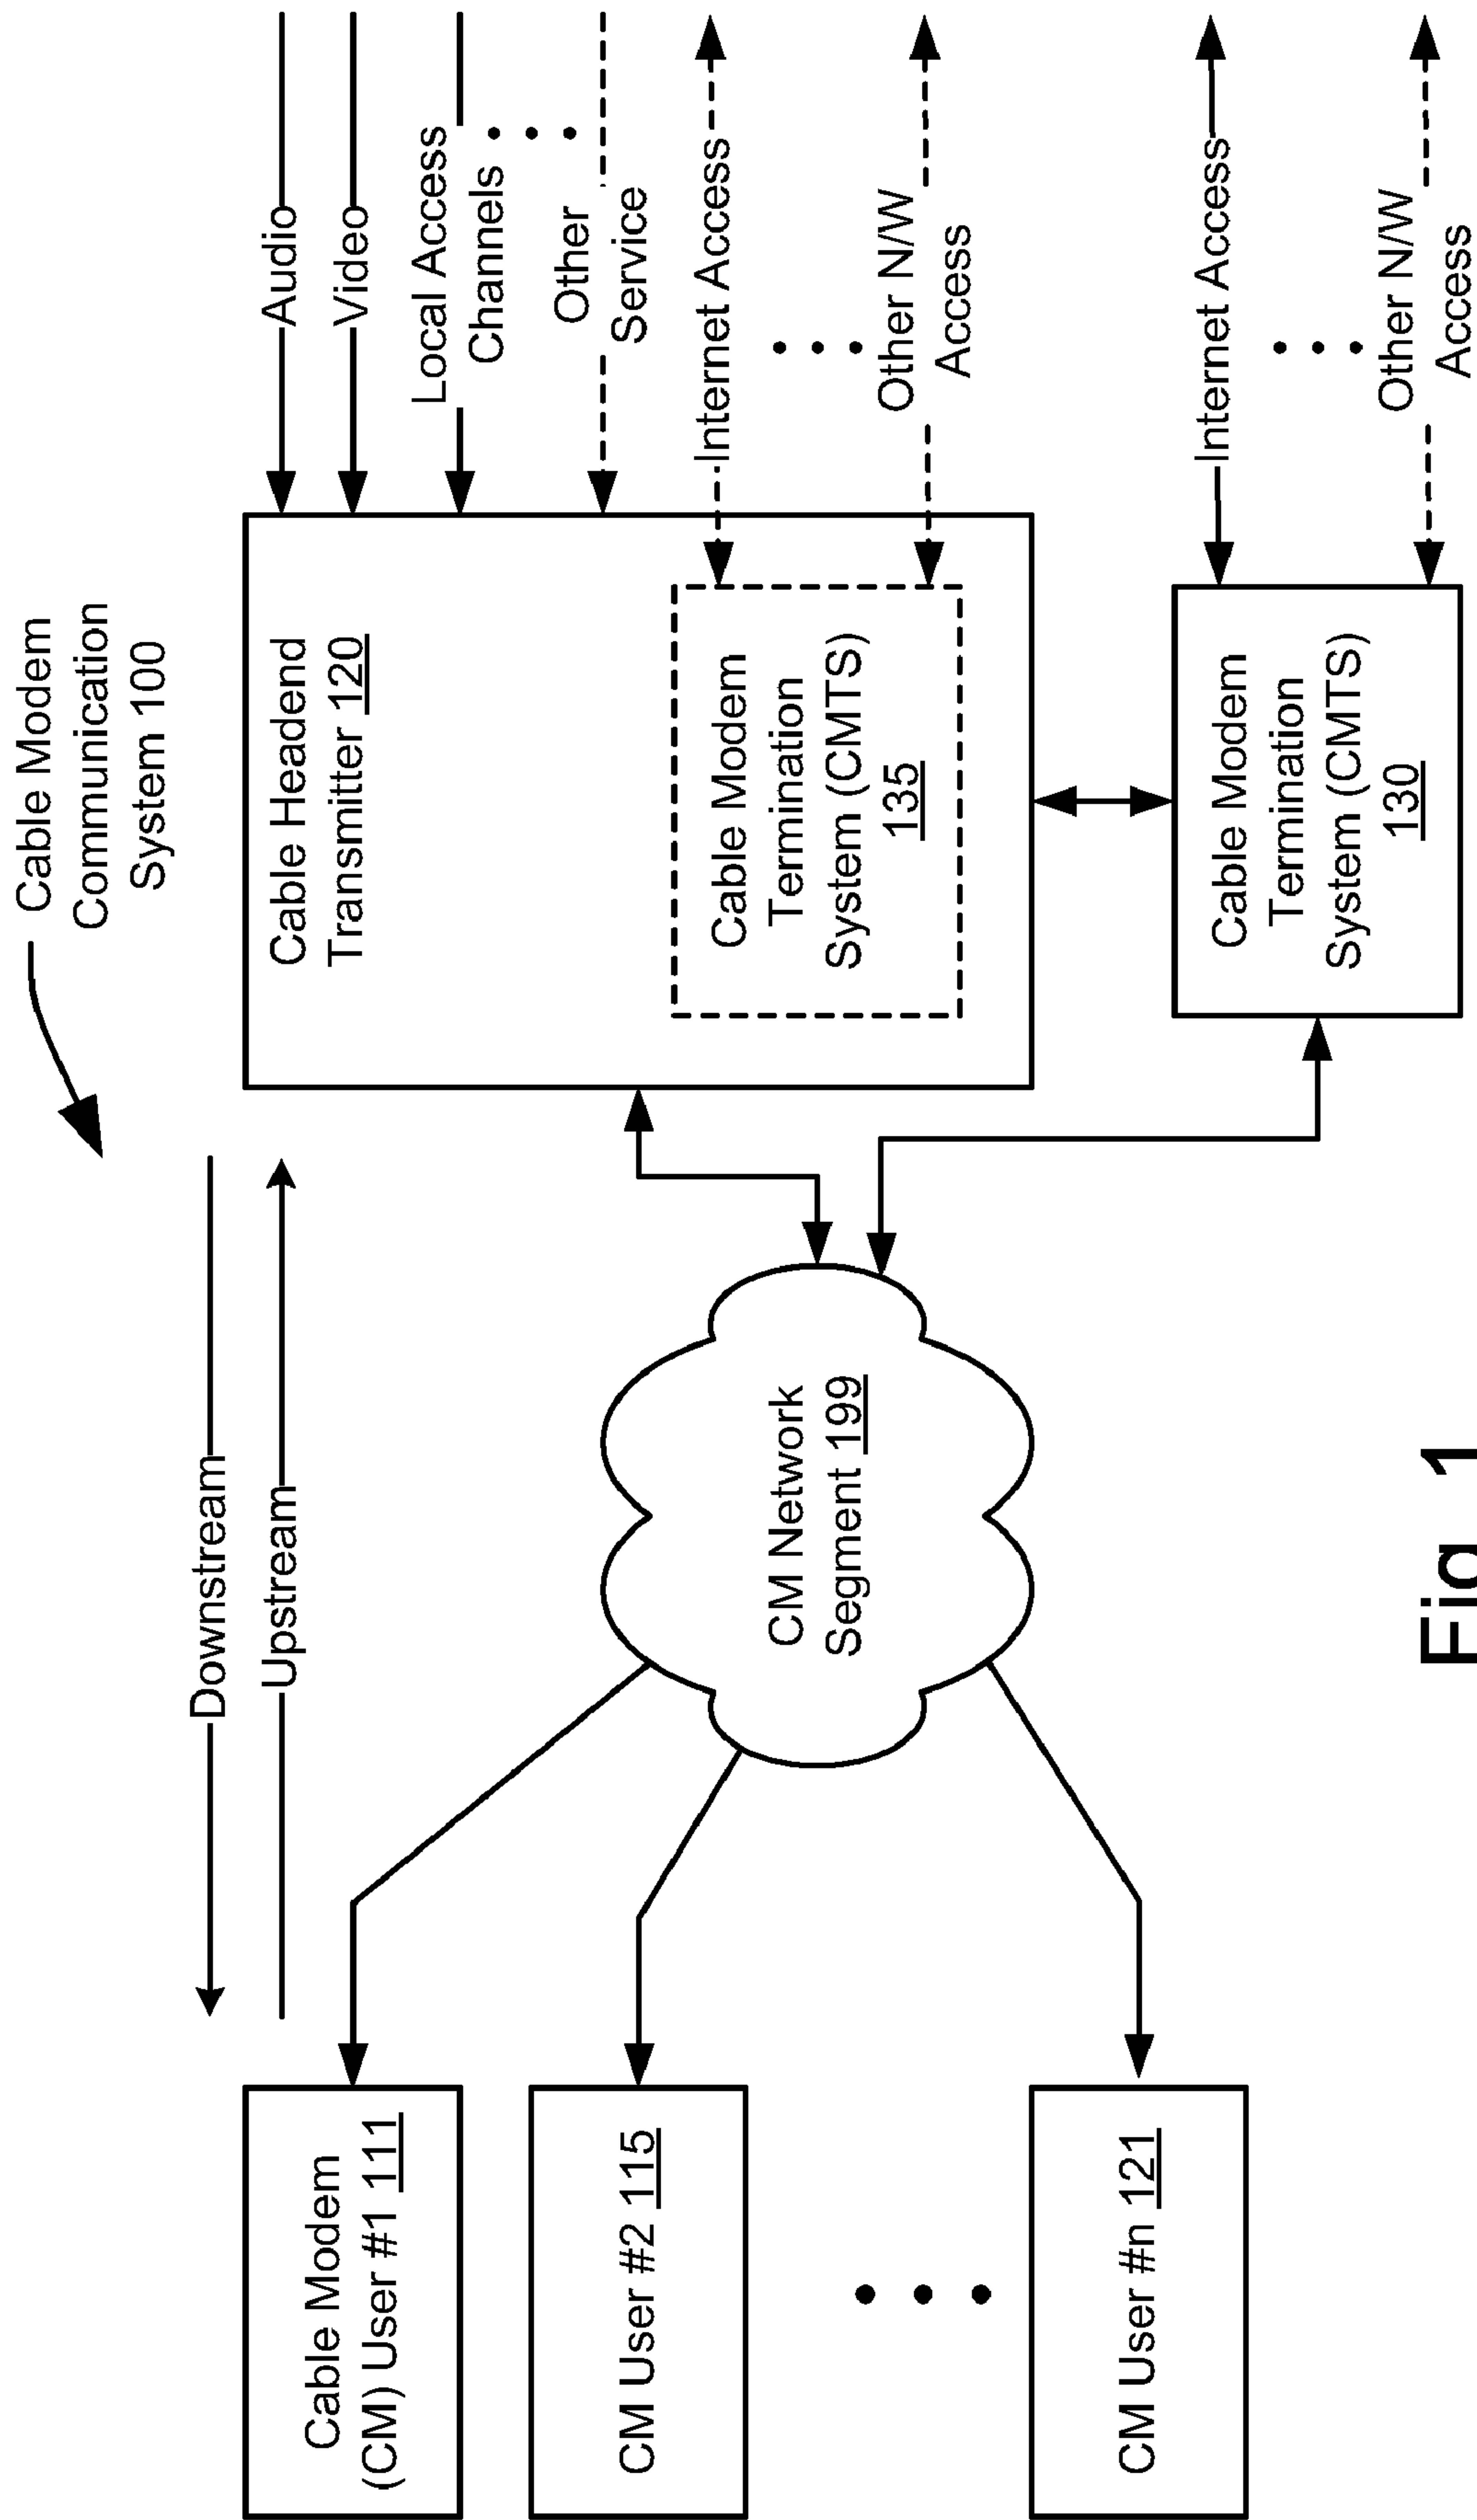 Cable Modem
Communication
System 100
Downstream
Upstream
Cable Modem
(CM) User #1 111
CM User #2 115
CM User #n 121
CM Network
Segment 199
Cable Headend
Transmitter 120
Cable Modem
Termination
System (CMTS)
135
Cable Modem
Termination
System (CMTS)
130
Audio
Video
Local Access
Channels
Other
Service
Internet Access
Other N/W
Access
Internet Access
Other N/W
Access
Fig. 1